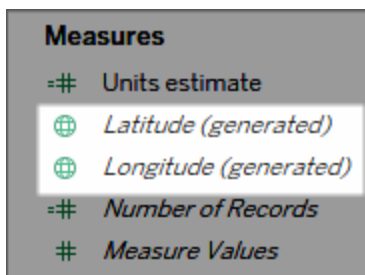 Measures
Units estimate
Latitude (generated)
Longitude (generated)
Number of Records
Measure Values